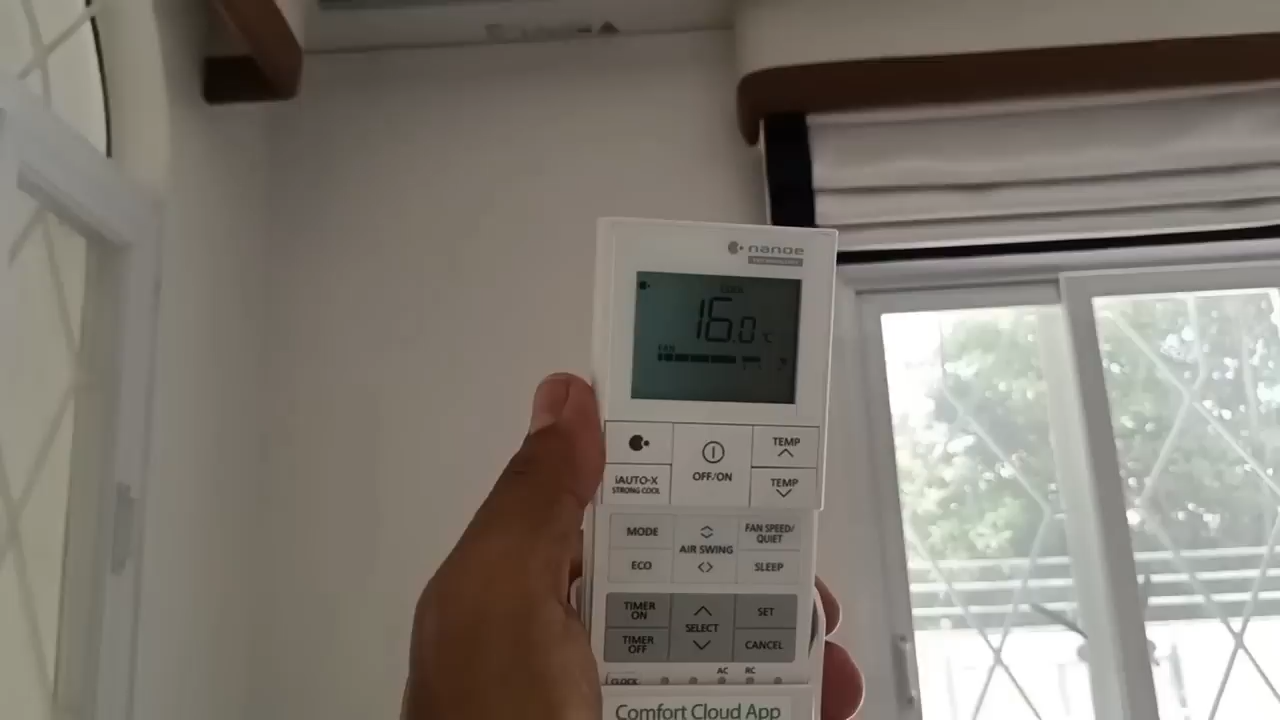 nanoe
COOL
16.0 °C
FAN
iAUTO-X
STRONG COOL
OFF/ON
TEMP
TEMP
MODE
AIR SWING
FAN SPEED/
QUIET
ECO
SLEEP
TIMER
ON
SELECT
SET
TIMER
OFF
CANCEL
CLOCK
AC
RC
Comfort Cloud App